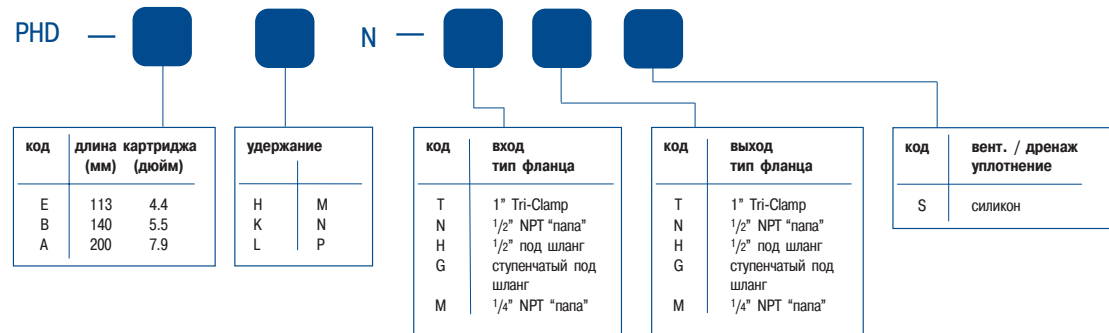 PHD — N —
код длина картриджа
(мм) (дюйм)
E 113 4.4
B 140 5.5
A 200 7.9
удержание
H M
K N
L P
код вход
тип фланца
T 1” Tri-Clamp
N 1/2” NPT “папа”
H 1/2” под шланг
G ступенчатый под
шланг
M 1/4” NPT “папа”
код выход
тип фланца
T 1” Tri-Clamp
N 1/2” NPT “папа”
H 1/2” под шланг
G ступенчатый под
шланг
M 1/4” NPT “папа”
код вент. / дренаж
уплотнение
S силикон